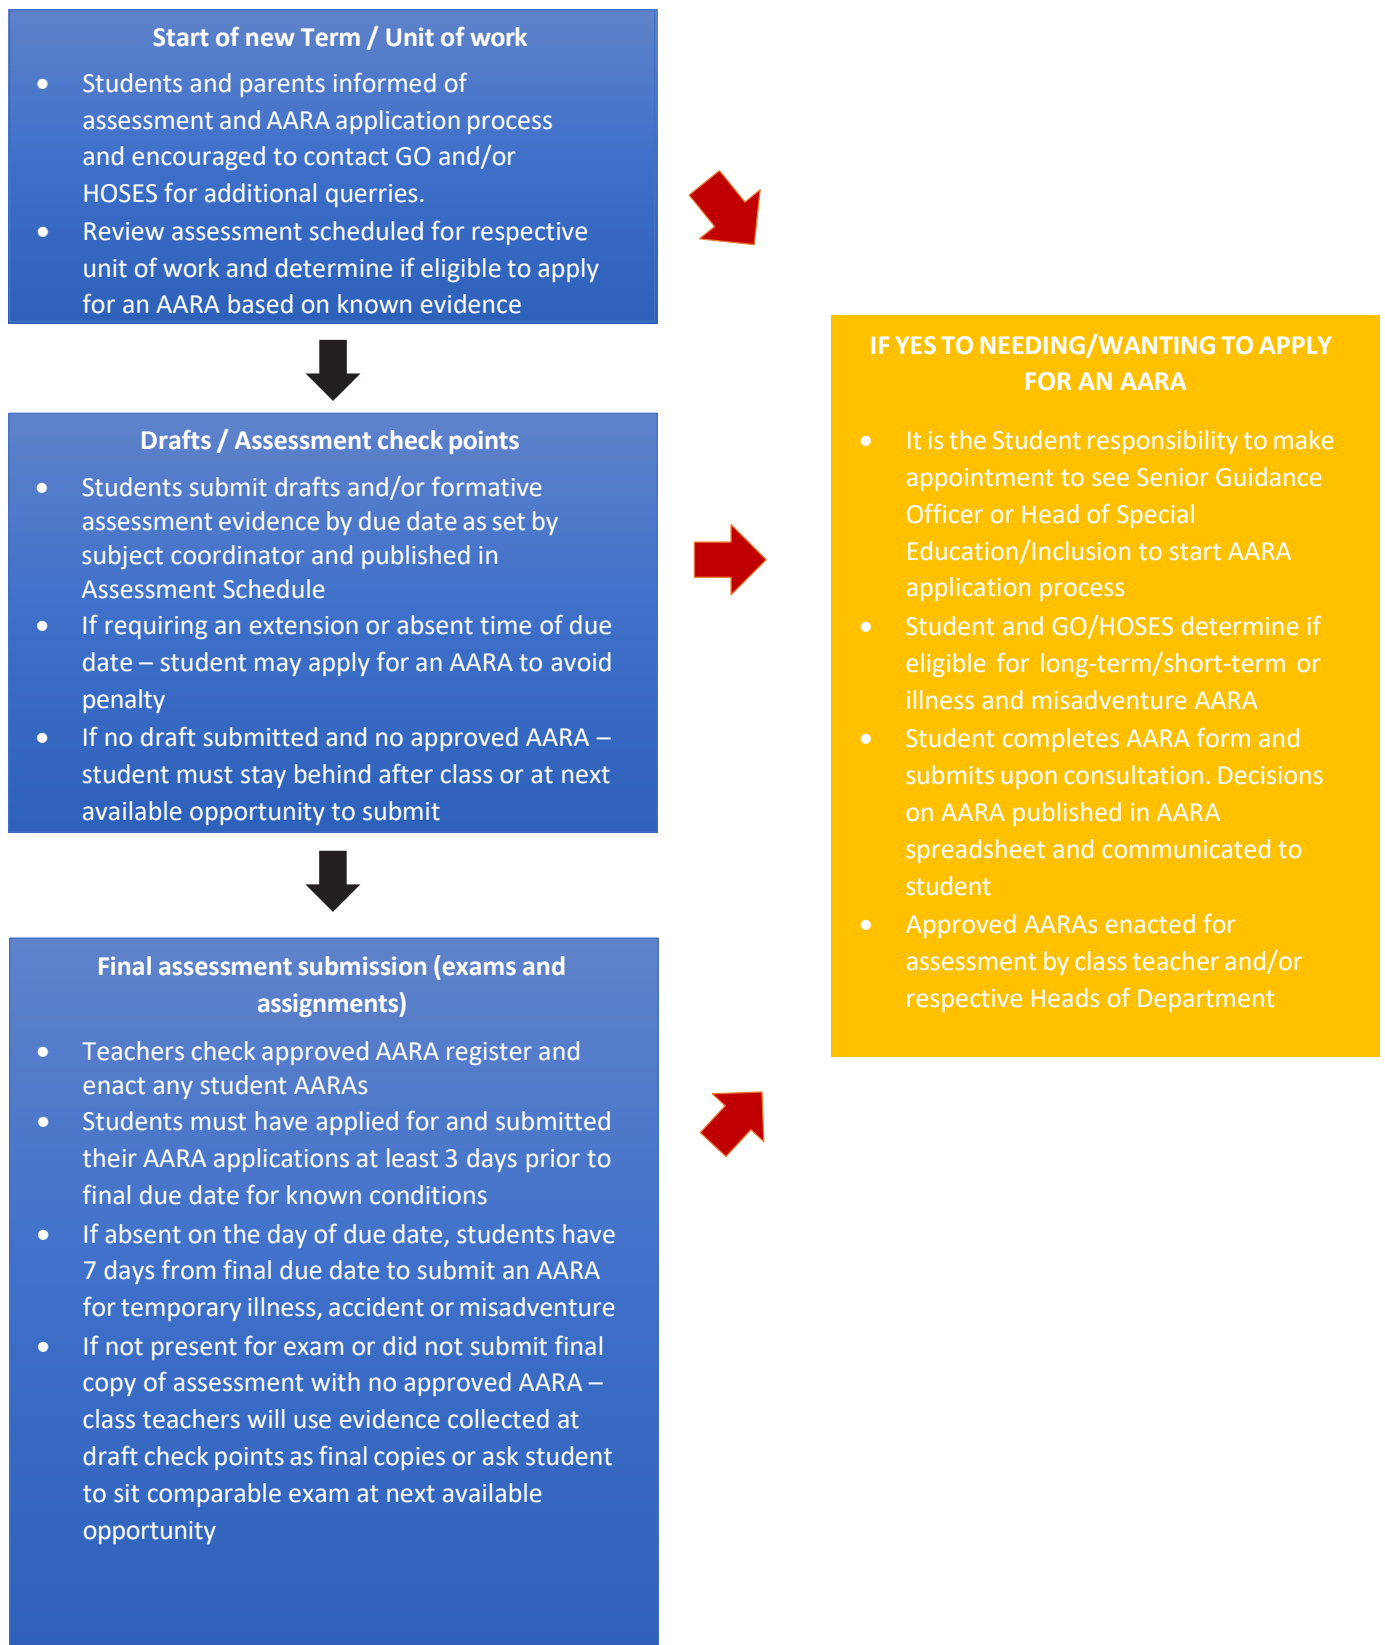 Start of new Term / Unit of work
• Students and parents informed of
assessment and AARA application process
and encouraged to contact GO and/or
HOSES for additional querries.
• Review assessment scheduled for respective
unit of work and determine if eligible to apply
for an AARA based on known evidence
Drafts / Assessment check points
• Students submit drafts and/or formative
assessment evidence by due date as set by
subject coordinator and published in
Assessment Schedule
• If requiring an extension or absent time of due
date – student may apply for an AARA to avoid
penalty
• If no draft submitted and no approved AARA –
student must stay behind after class or at next
available opportunity to submit
Final assessment submission (exams and
assignments)
• Teachers check approved AARA register and
enact any student AARAs
• Students must have applied for and submitted
their AARA applications at least 3 days prior to
final due date for known conditions
• If absent on the day of due date, students have
7 days from final due date to submit an AARA
for temporary illness, accident or misadventure
• If not present for exam or did not submit final
copy of assessment with no approved AARA –
class teachers will use evidence collected at
draft check points as final copies or ask student
to sit comparable exam at next available
opportunity
IF YES TO NEEDING/WANTING TO APPLY
FOR AN AARA
• It is the Student responsibility to make
appointment to see Senior Guidance
Officer or Head of Special
Education/Inclusion to start AARA
application process
• Student and GO/HOSES determine if
eligible for long-term/short-term or
illness and misadventure AARA
• Student completes AARA form and
submits upon consultation. Decisions
on AARA published in AARA
spreadsheet and communicated to
student
• Approved AARAs enacted for
assessment by class teacher and/or
respective Heads of Department